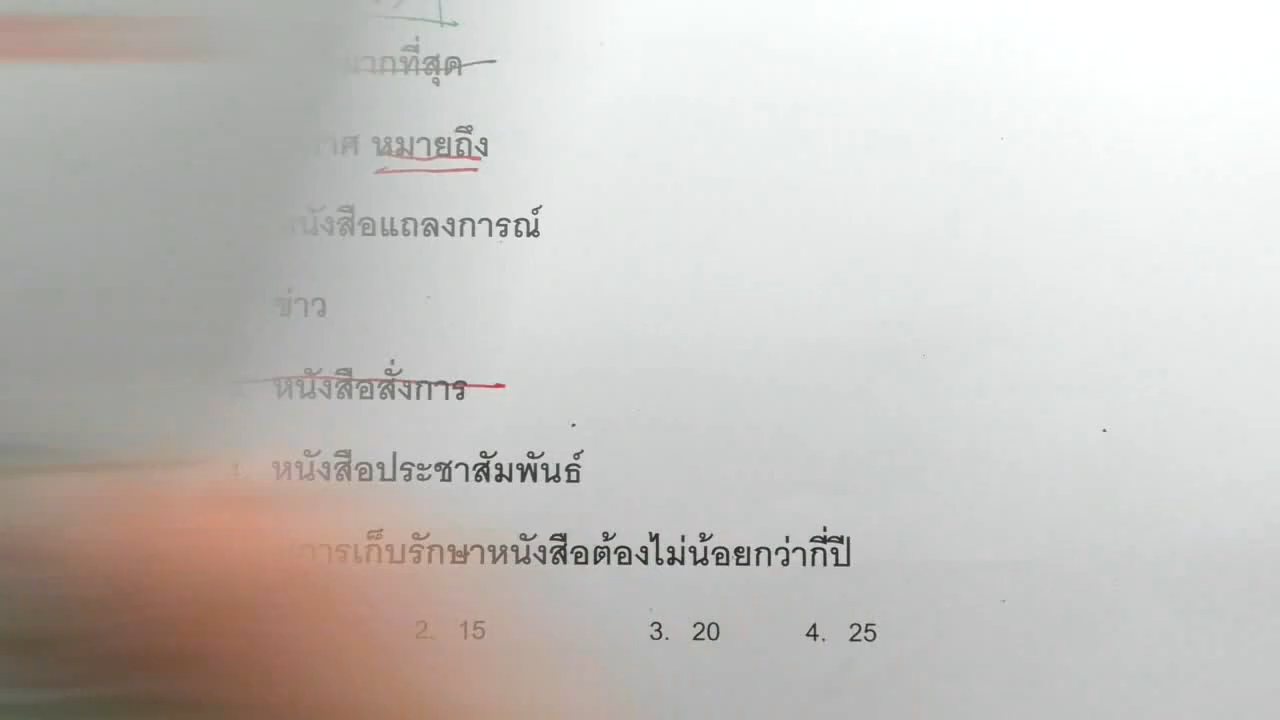 มากที่สุด
หมายถึง
หนังสือแถลงการณ์
ข่าว
หนังสือสั่งการ
หนังสือประชาสัมพันธ์
การเก็บรักษาหนังสือต้องไม่น้อยกว่ากี่ปี
2. 15 3. 20 4. 25